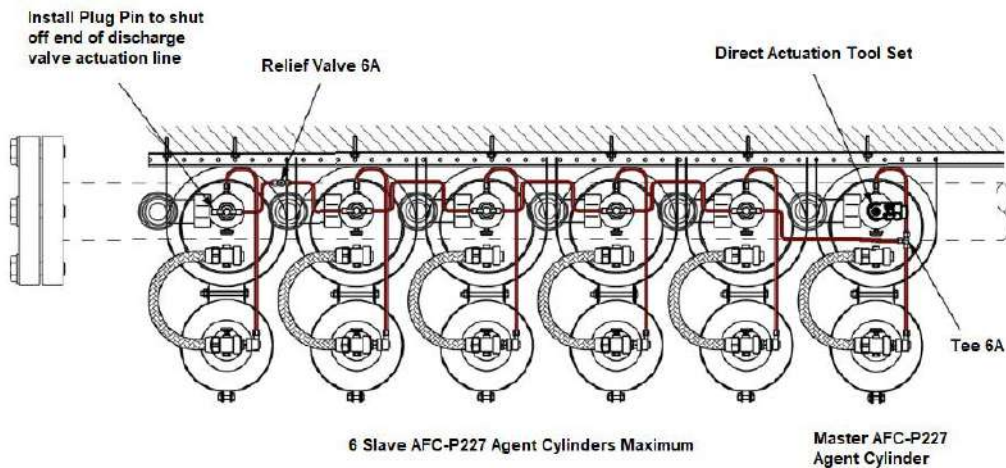 Install Plug Pin to shut
off end of discharge
valve actuation line
Relief Valve 6A
Direct Actuation Tool Set
Tee 6A
6 Slave AFC-P227 Agent Cylinders Maximum
Master AFC-P227
Agent Cylinder